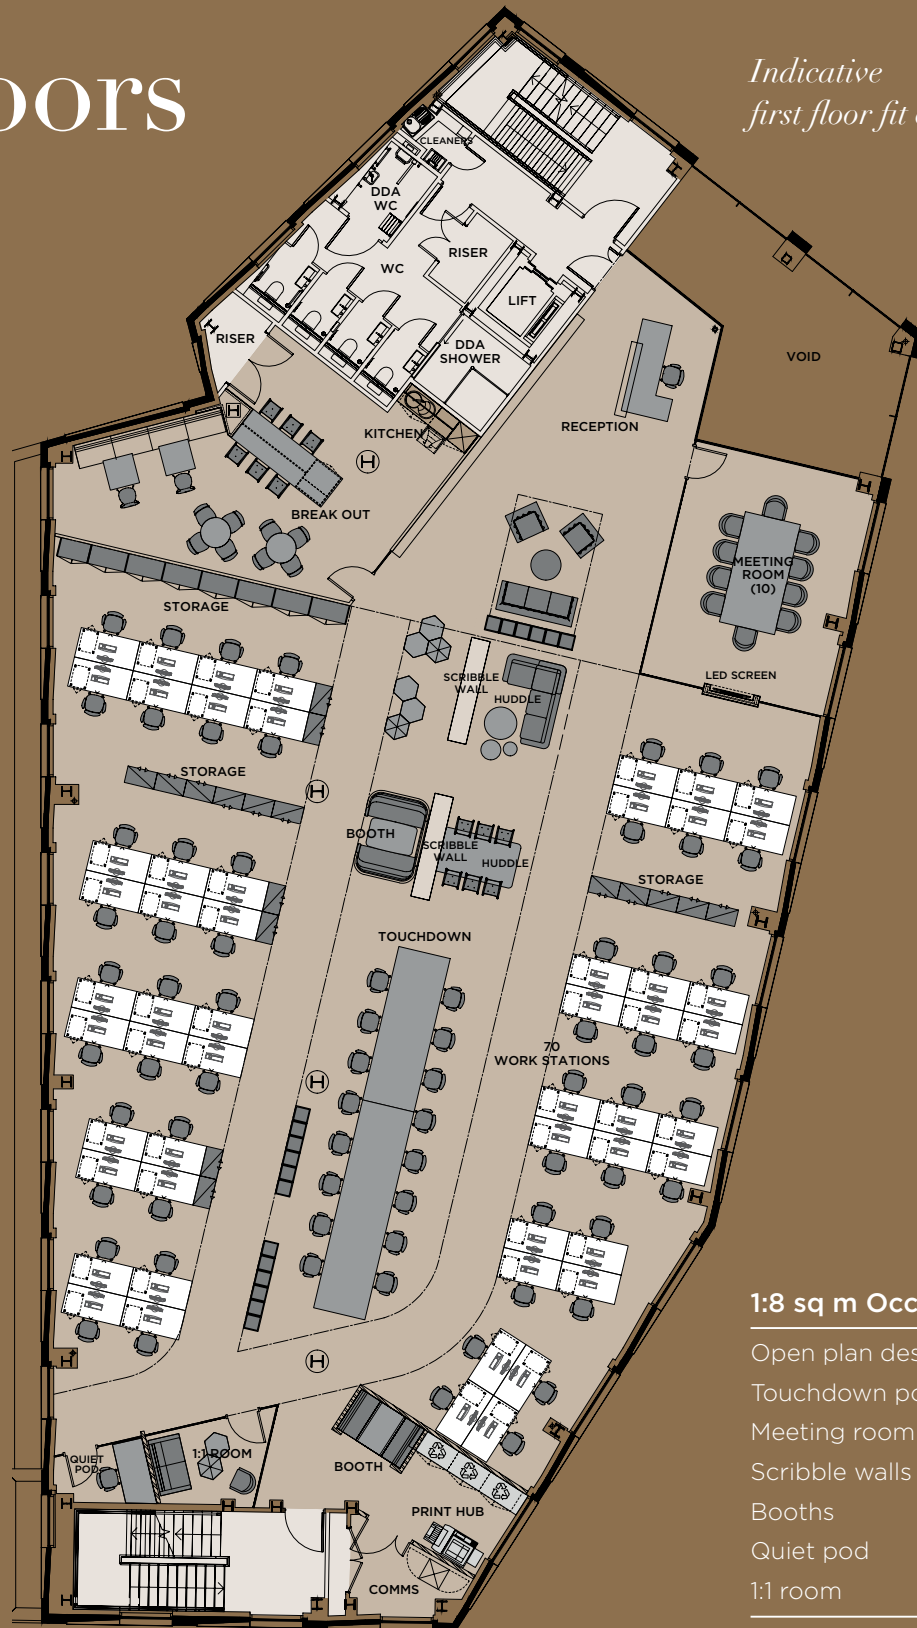 oors
Indicative
first floor fit
CLEANERS
DDA
WC
WC
RISER
LIFT
RISER
DDA
SHOWER
VOID
KITCHEN
RECEPTION
BREAK OUT
MEETING
ROOM
(10)
STORAGE
LED SCREEN
SCRIBBLE
WALL
HUDDLE
STORAGE
BOOTH
SCRIBBLE
WALL
HUDDLE
STORAGE
TOUCHDOWN
70
WORK STATIONS
QUIET
POD
1:1 ROOM
BOOTH
PRINT HUB
COMMS
1:8 sq m Occ
Open plan des
Touchdown po
Meeting room
Scribble walls
Booths
Quiet pod
1:1 room